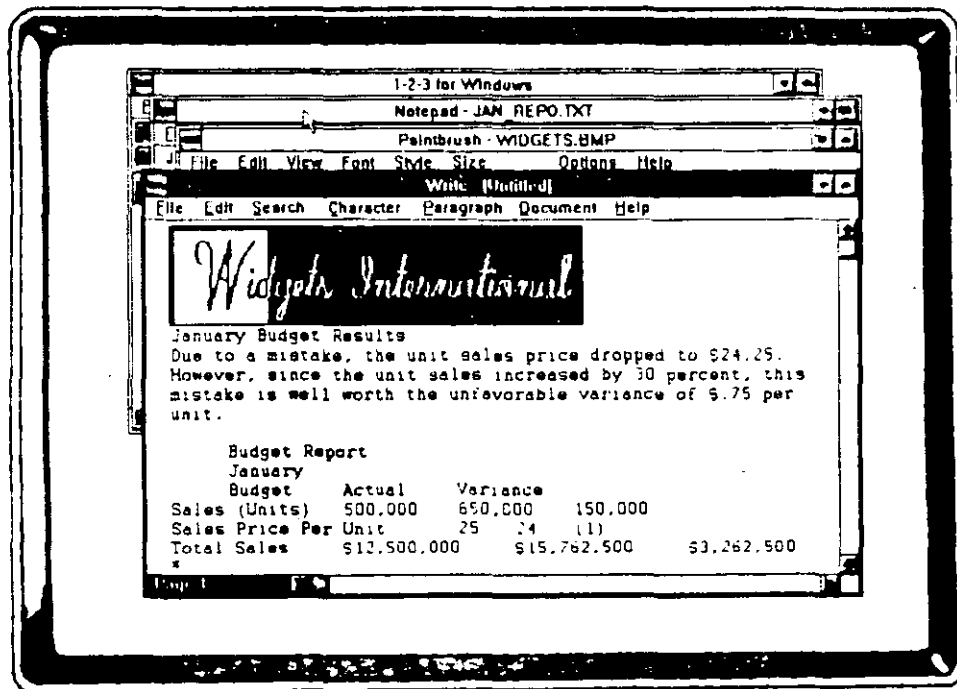 1-2-3 for Windows
Notepad - JAN_REPO.TXT
Paintbrush - WIDGETS.BMP
File Edit View Font Style Size Options Help
Write - [Untitled]
File Edit Search Character Paragraph Document Help
Widgets International
January Budget Results
Due to a mistake, the unit sales price dropped to $24.25.
However, since the unit sales increased by 30 percent, this
mistake is well worth the unfavorable variance of $.75 per
unit.
Budget Report
January
Budget Actual Variance
Sales (Units) 500,000 650,000 150,000
Sales Price Per Unit 25 24 (1)
Total Sales $12,500,000 $15,762,500 $3,262,500
Page 1